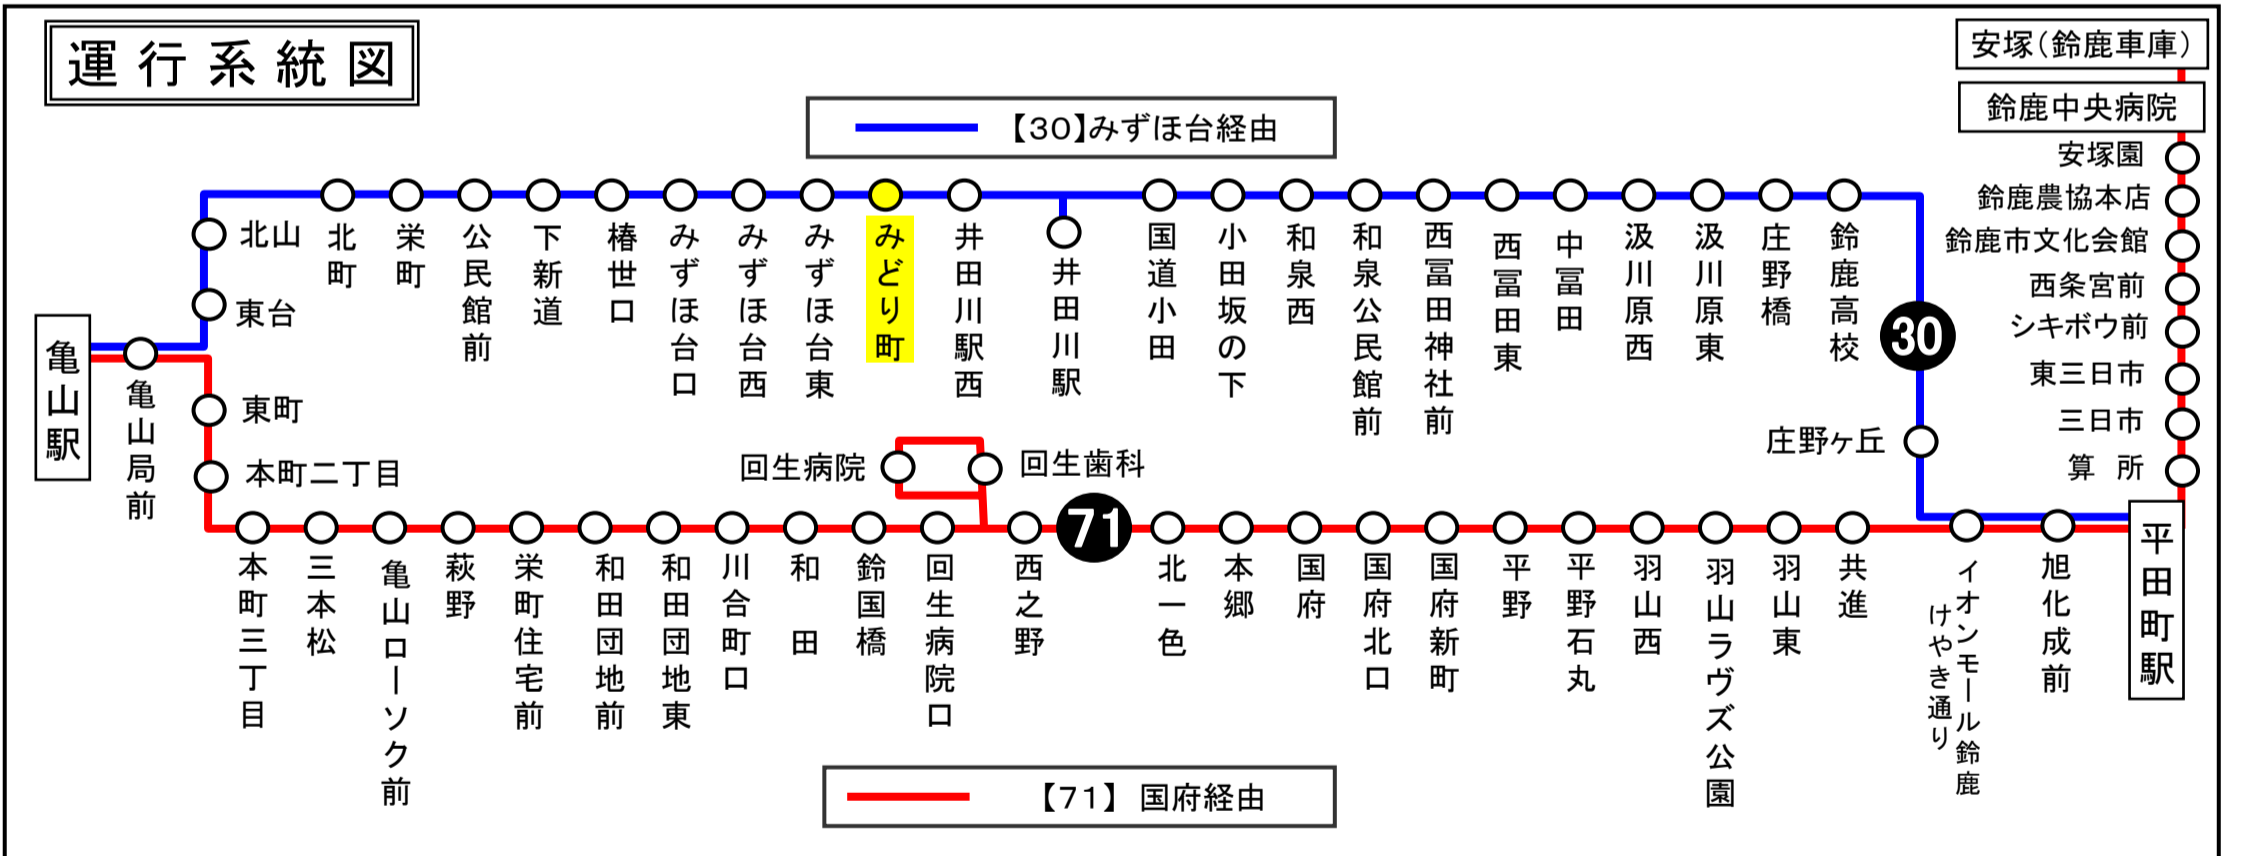 運行系統図
安塚（鈴鹿車庫）
鈴鹿中央病院
【30】みずほ台経由
安塚園
鈴鹿農協本店
鈴鹿市文化会館
西条宮前
シキボウ前
東三日市
三日市
算所
平田町駅
亀山駅
亀山局前
東台
北山
北町
栄町
公民館前
下新道
椿世口
みずほ台口
みずほ台西
みずほ台東
みどり町
井田川駅西
井田川駅
国道小田
小田坂の下
和泉西
和泉公民館前
西冨田神社前
西冨田東
中冨田
汲川原西
汲川原東
庄野橋
鈴鹿高校
30
庄野ヶ丘
東町
本町二丁目
回生病院
回生歯科
71
本町三丁目
三本松
亀山ローソク前
萩野
栄町住宅前
和田団地前
和田団地東
川合町口
和田
鈴国橋
回生病院口
西之野
北一色
本郷
国府
国府北口
国府新町
平野
平野石丸
羽山西
羽山ラヴズ公園
羽山東
共進
イオンモール鈴鹿
けやき通り
旭化成前
【71】 国府経由